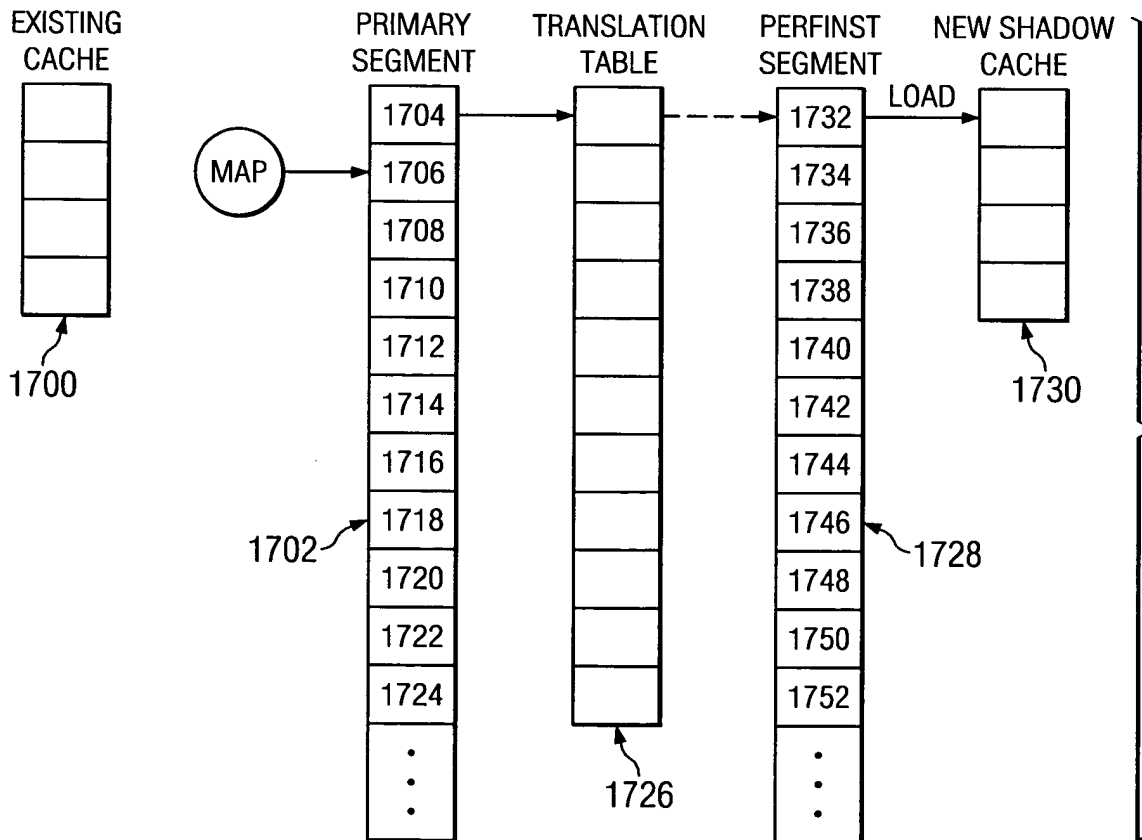 EXISTING
CACHE
PRIMARY
SEGMENT
TRANSLATION
TABLE
PERFINST
SEGMENT
NEW SHADOW
CACHE
MAP
LOAD
1704
1706
1708
1710
1712
1714
1716
1718
1720
1722
1724
1732
1734
1736
1738
1740
1742
1744
1746
1748
1750
1752
1700
1702
1726
1728
1730